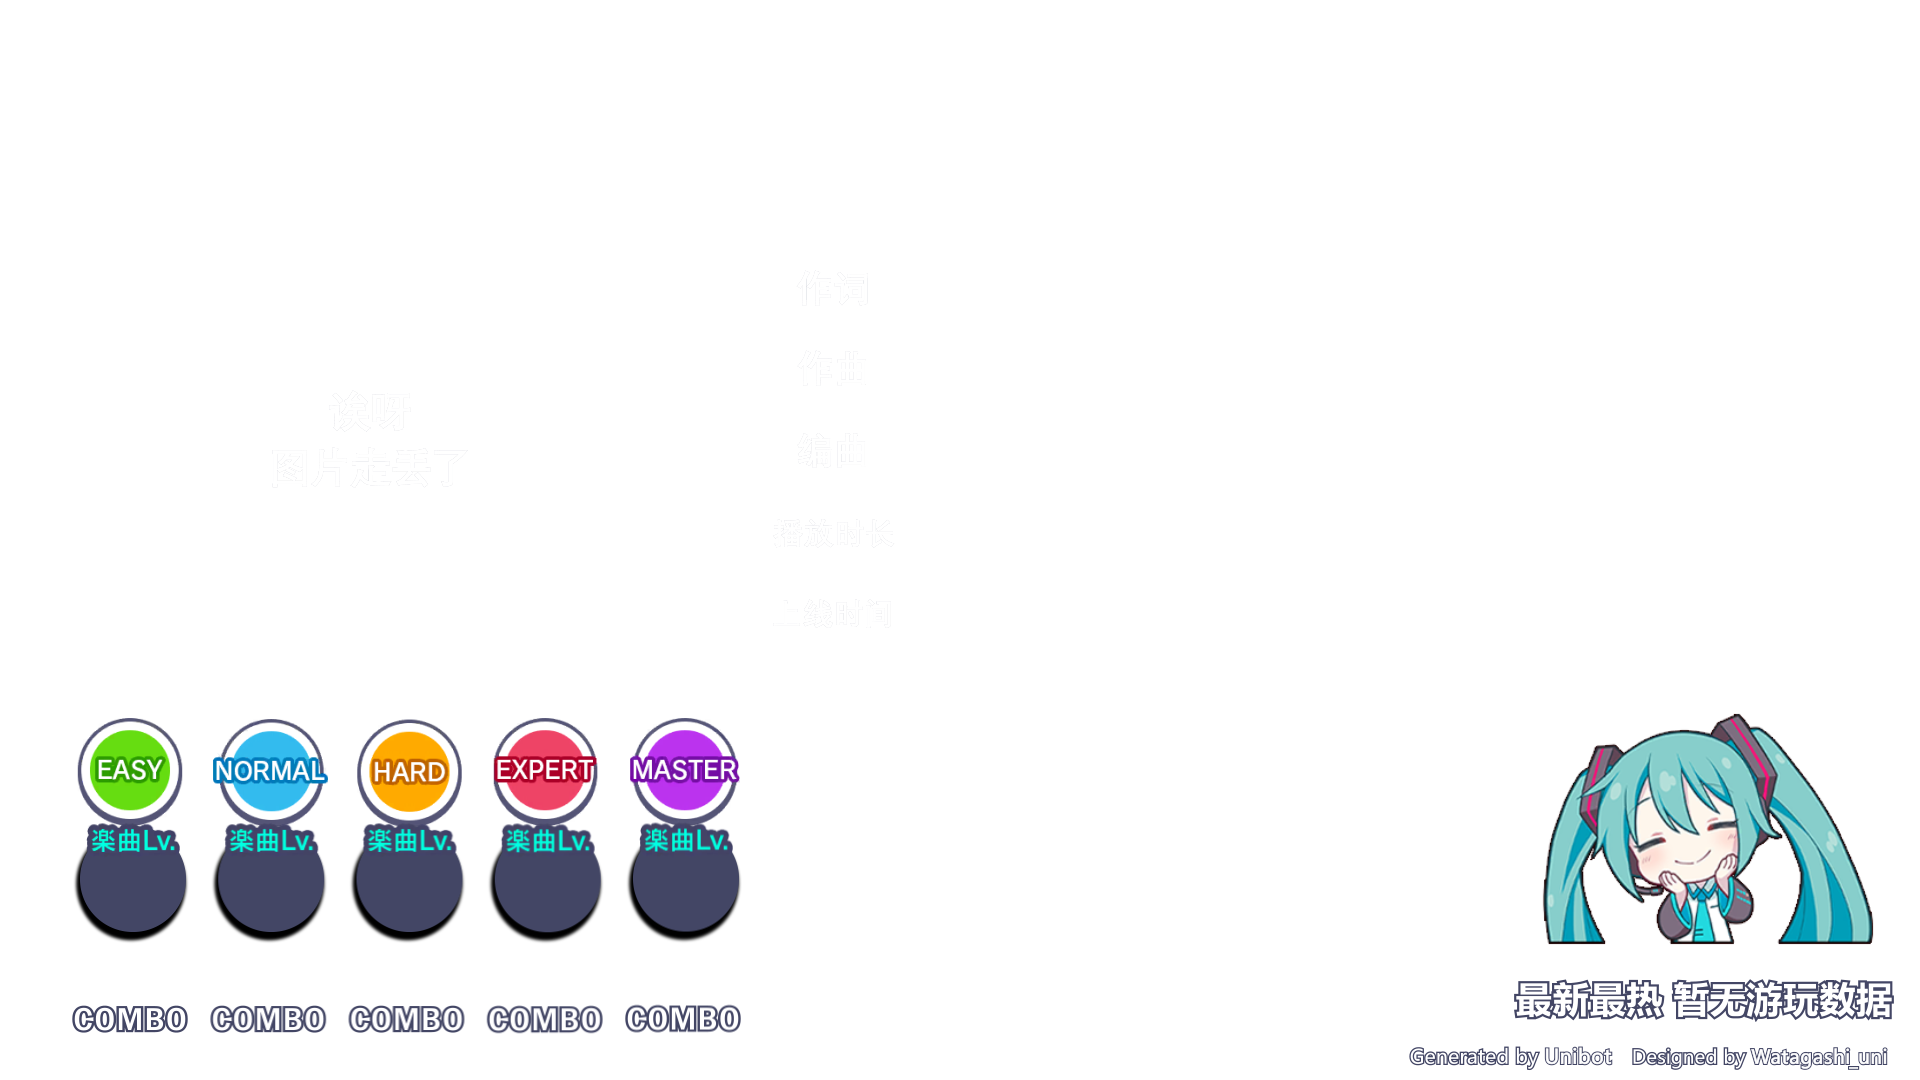 作词
作曲
诶呀
图片走丢了
编曲
播放时长
上线时间
EASY NORMAL HARD EXPERT MASTER
楽曲Lv. 楽曲Lv. 楽曲Lv. 楽曲Lv. 楽曲Lv.
COMBO COMBO COMBO COMBO COMBO
最新最热 暂无游玩数据
Generated by Unibot Designed by Watagashi_uni